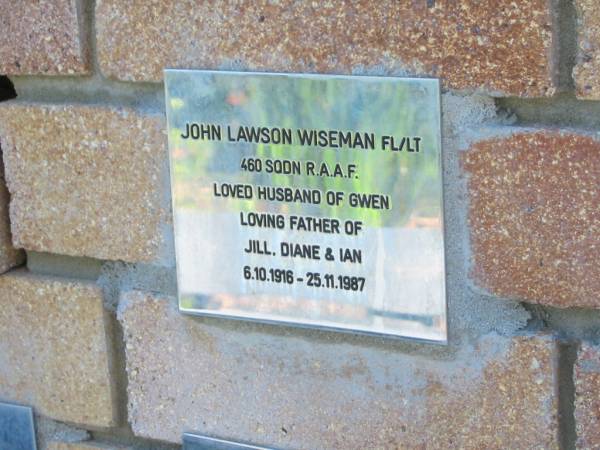 JOHN LAWSON WISEMAN FL/LT
460 SQDN R.A.A.F.
LOVED HUSBAND OF GWEN
LOVING FATHER OF
JILL. DIANE & IAN
6.10.1916 - 25.11.1987